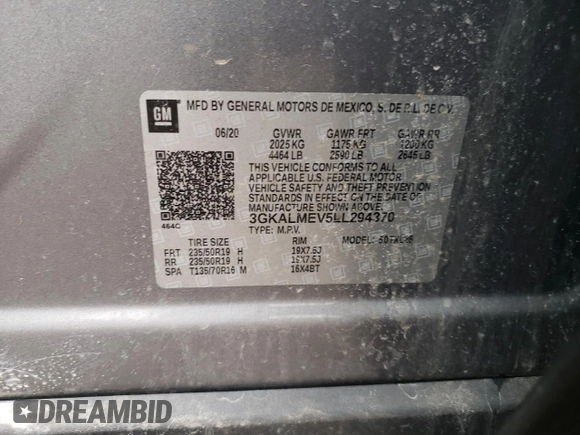 GM
MFD BY GENERAL MOTORS DE MEXICO, S. DE R.L. DE C.V.
06/20 GVWR GAWR FRT GAWR RR
2025 KG 1175 KG 1200 KG
4464 LB 2590 LB 2645 LB
THIS VEHICLE CONFORMS TO ALL
APPLICABLE U.S. FEDERAL MOTOR
VEHICLE SAFETY AND THEFT PREVENTION
STANDARDS IN EFFECT ON THE DATE OF
MANUFACTURE SHOWN ABOVE.
464C
3GKALMEV5LL294370
TYPE: M.P.V. MODEL:
TIRE SIZE RIM
FRT 235/50R19 H 19X7.5J
RR 235/50R19 H 19X7.5J
SPA T135/70R16 M 16X4BT
DREAMBID